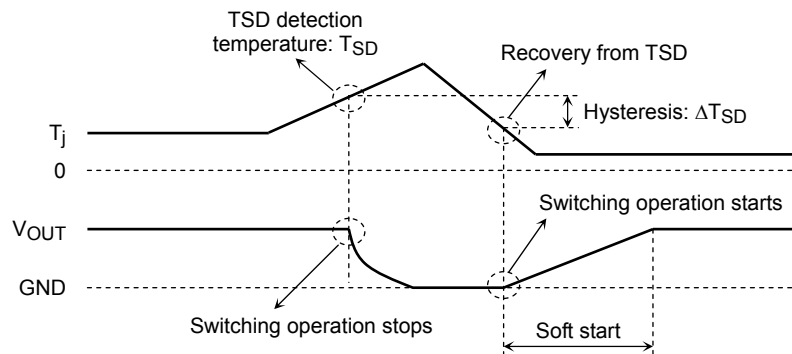 TSD detection
temperature: TSD
Recovery from TSD
Hysteresis: ΔTSD
Tj
0
Switching operation starts
VOUT
GND
Switching operation stops
Soft start